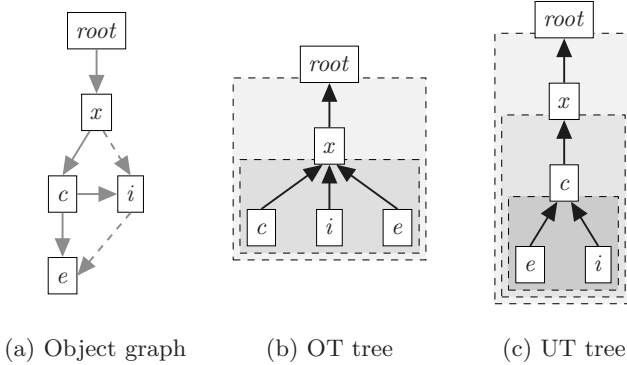 root
x
c
i
e
root
x
c
i
e
root
x
c
e
i
(a) Object graph
(b) OT tree
(c) UT tree